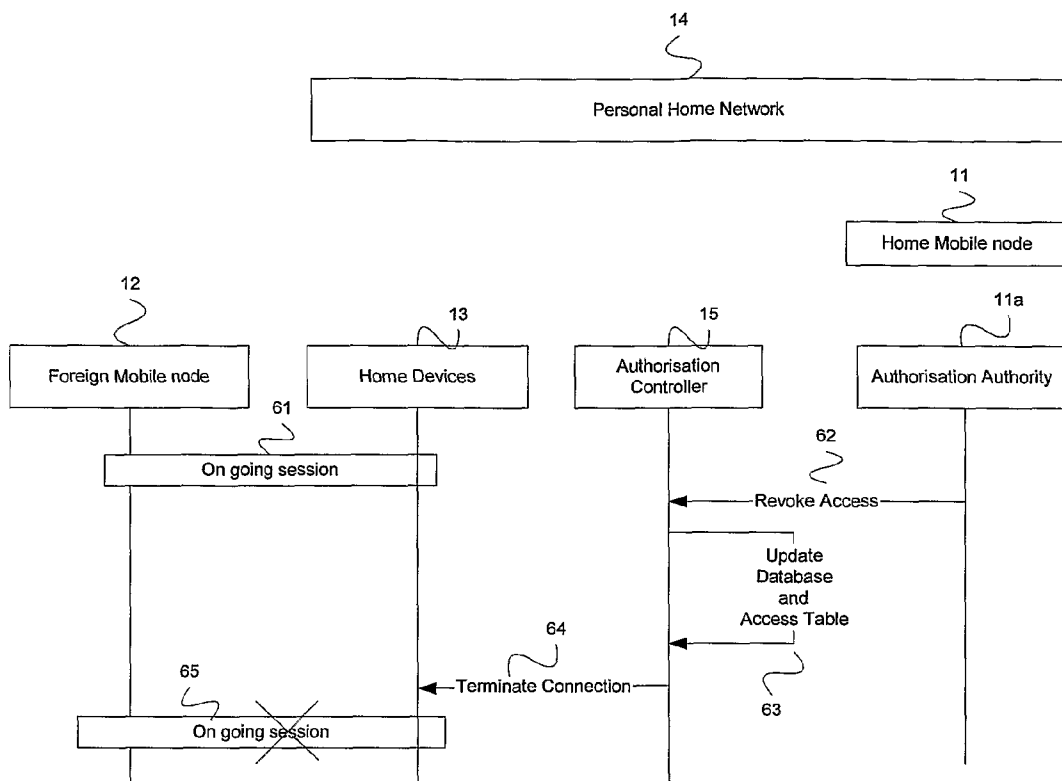 14
Personal Home Network
11
Home Mobile node
12
13
15
11a
Foreign Mobile node
Home Devices
Authorisation
Controller
Authorisation Authority
61
On going session
62
Revoke Access
Update
Database
and
Access Table
63
64
Terminate Connection
65
On going session